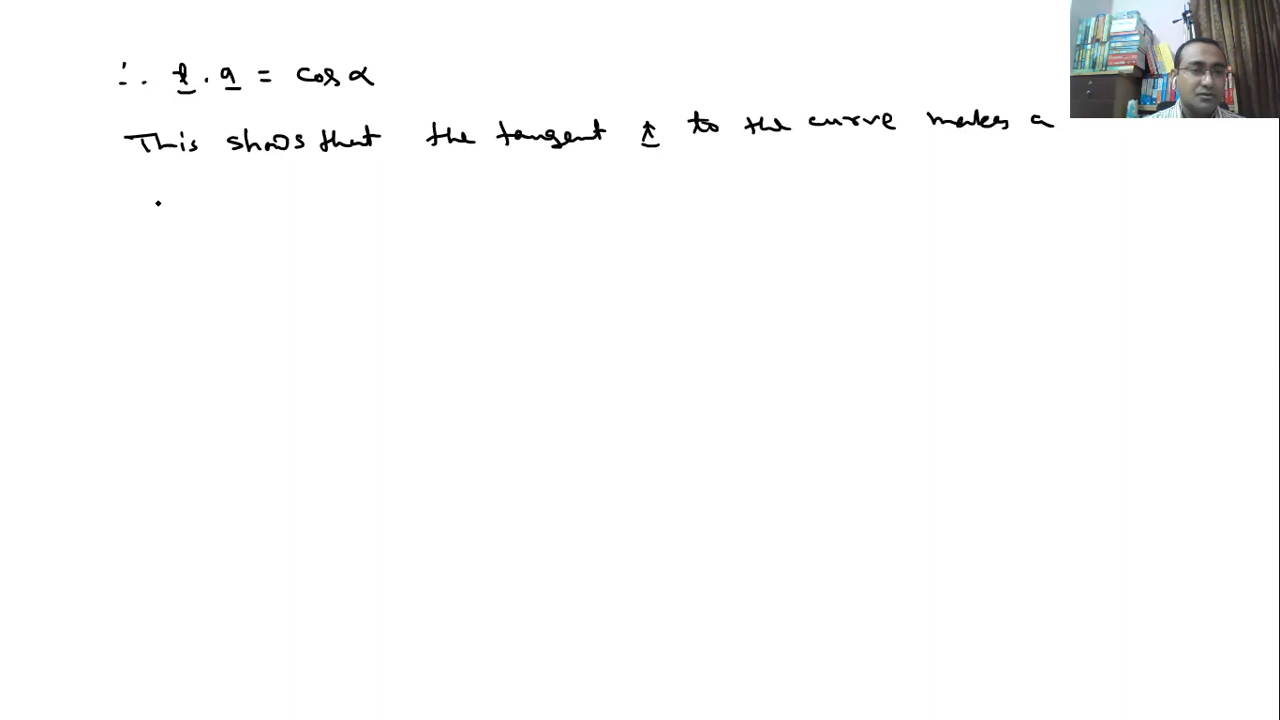 ∴ t . a = cos α
This shows that the tangent t to the curve makes a